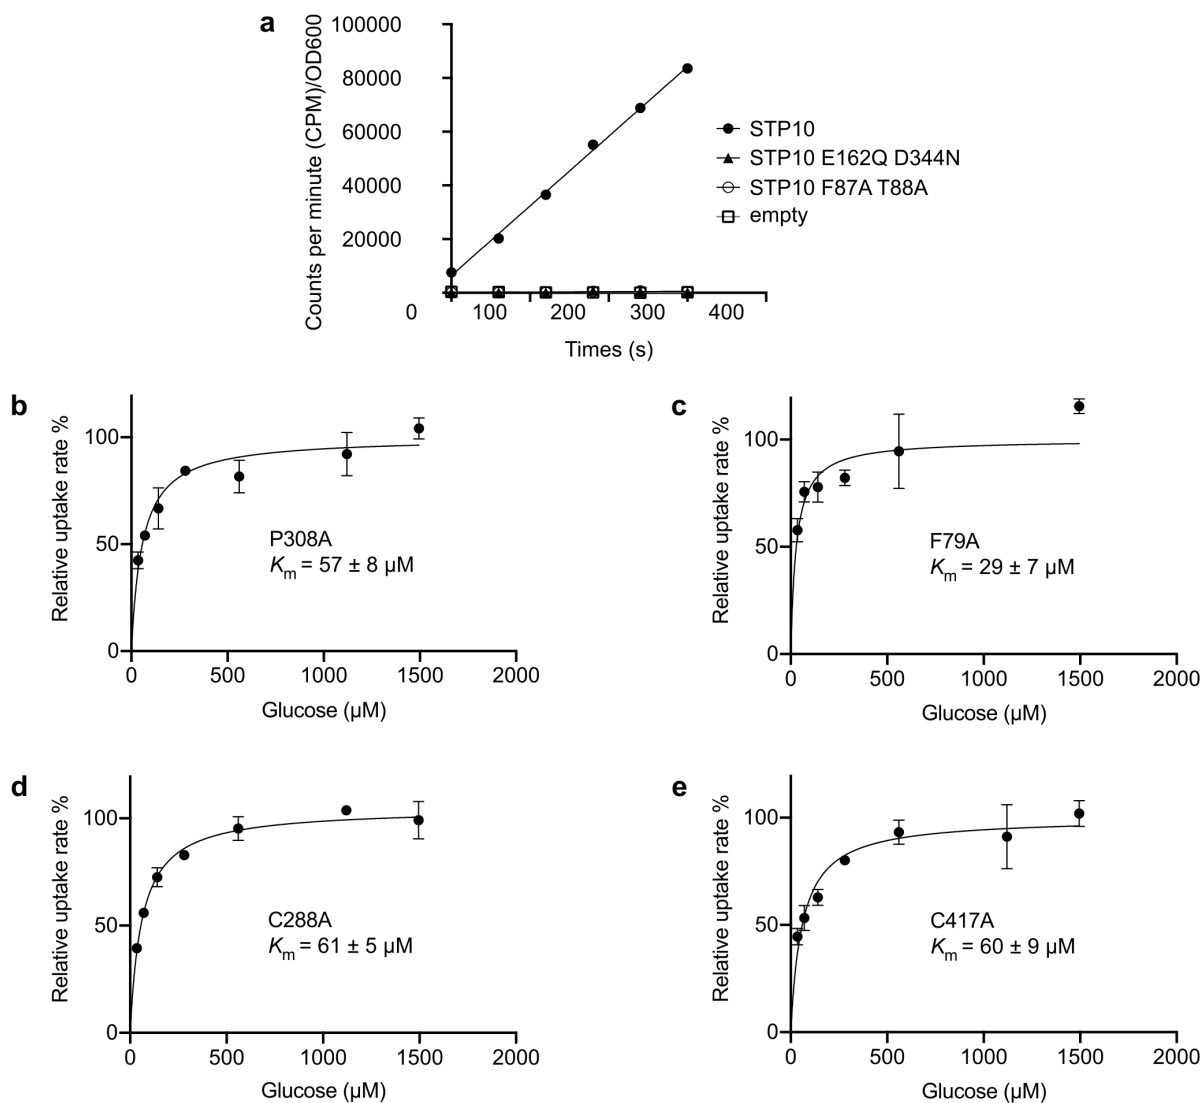 a
Counts per minute (CPM)/OD600
100000
80000
60000
40000
20000
0 100 200 300 400
Times (s)
STP10
STP10 E162Q D344N
STP10 F87A T88A
empty
b
Relative uptake rate %
100
50
0
P308A
Km = 57 ± 8 µM
0 500 1000 1500 2000
Glucose (µM)
c
Relative uptake rate %
100
50
0
F79A
Km = 29 ± 7 µM
0 500 1000 1500 2000
Glucose (µM)
d
Relative uptake rate %
100
50
0
C288A
Km = 61 ± 5 µM
0 500 1000 1500 2000
Glucose (µM)
e
Relative uptake rate %
100
50
0
C417A
Km = 60 ± 9 µM
0 500 1000 1500 2000
Glucose (µM)